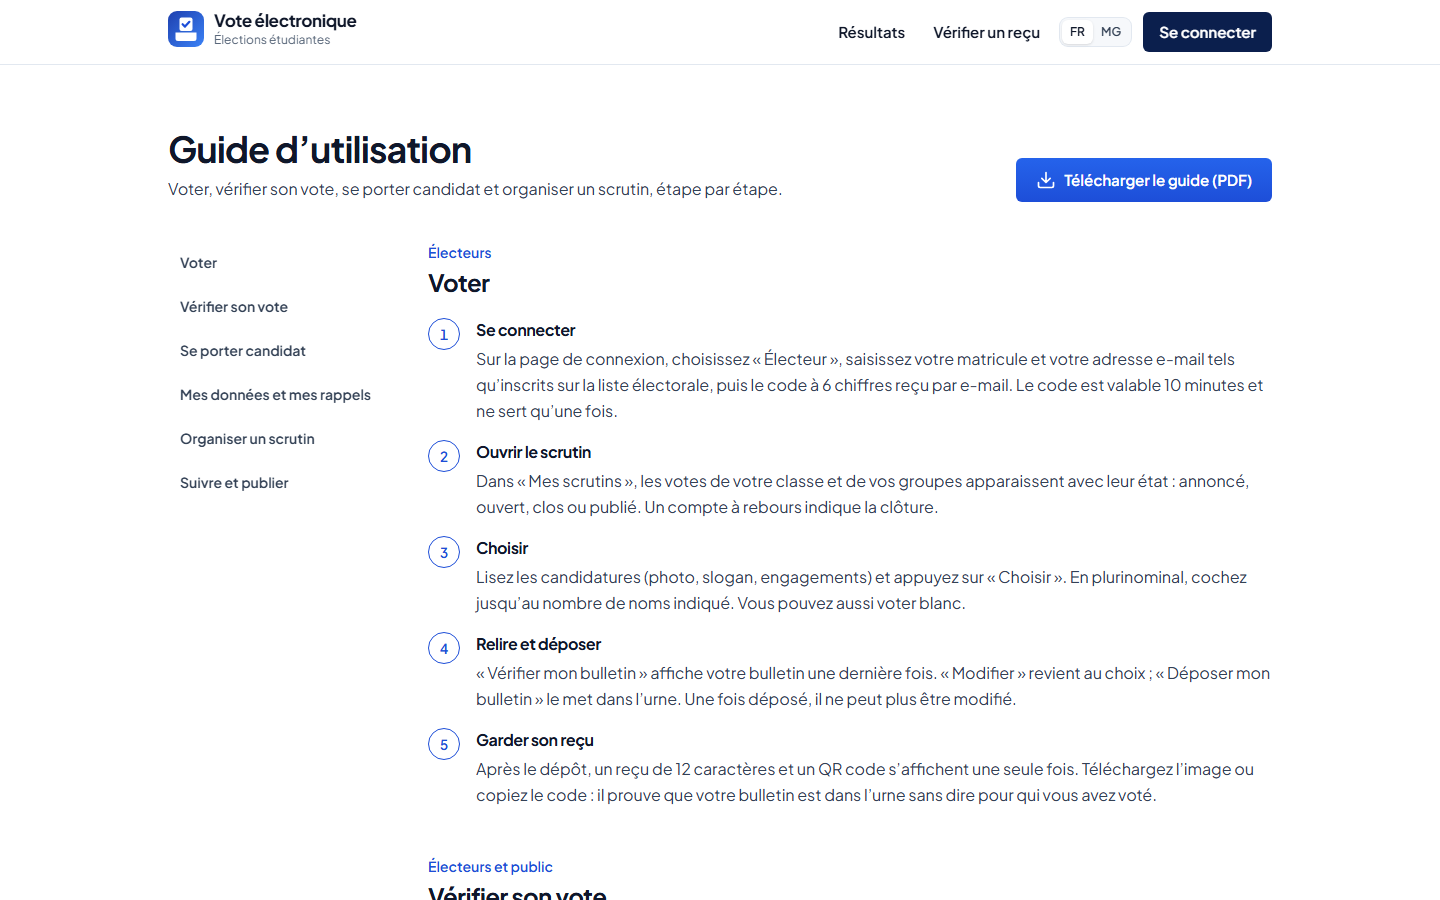 Vote électronique
Élections étudiantes
Résultats
Vérifier un reçu
FR
MG
Se connecter
Guide d’utilisation
Voter, vérifier son vote, se porter candidat et organiser un scrutin, étape par étape.
Télécharger le guide (PDF)
Voter
Vérifier son vote
Se porter candidat
Mes données et mes rappels
Organiser un scrutin
Suivre et publier
Électeurs
Voter
1
Se connecter
Sur la page de connexion, choisissez « Électeur », saisissez votre matricule et votre adresse e-mail tels
qu’inscrits sur la liste électorale, puis le code à 6 chiffres reçu par e-mail. Le code est valable 10 minutes et
ne sert qu’une fois.
2
Ouvrir le scrutin
Dans « Mes scrutins », les votes de votre classe et de vos groupes apparaissent avec leur état : annoncé,
ouvert, clos ou publié. Un compte à rebours indique la clôture.
3
Choisir
Lisez les candidatures (photo, slogan, engagements) et appuyez sur « Choisir ». En plurinominal, cochez
jusqu’au nombre de noms indiqué. Vous pouvez aussi voter blanc.
4
Relire et déposer
« Vérifier mon bulletin » affiche votre bulletin une dernière fois. « Modifier » revient au choix ; « Déposer mon
bulletin » le met dans l’urne. Une fois déposé, il ne peut plus être modifié.
5
Garder son reçu
Après le dépôt, un reçu de 12 caractères et un QR code s’affichent une seule fois. Téléchargez l’image ou
copiez le code : il prouve que votre bulletin est dans l’urne sans dire pour qui vous avez voté.
Électeurs et public
Vérifier son vote